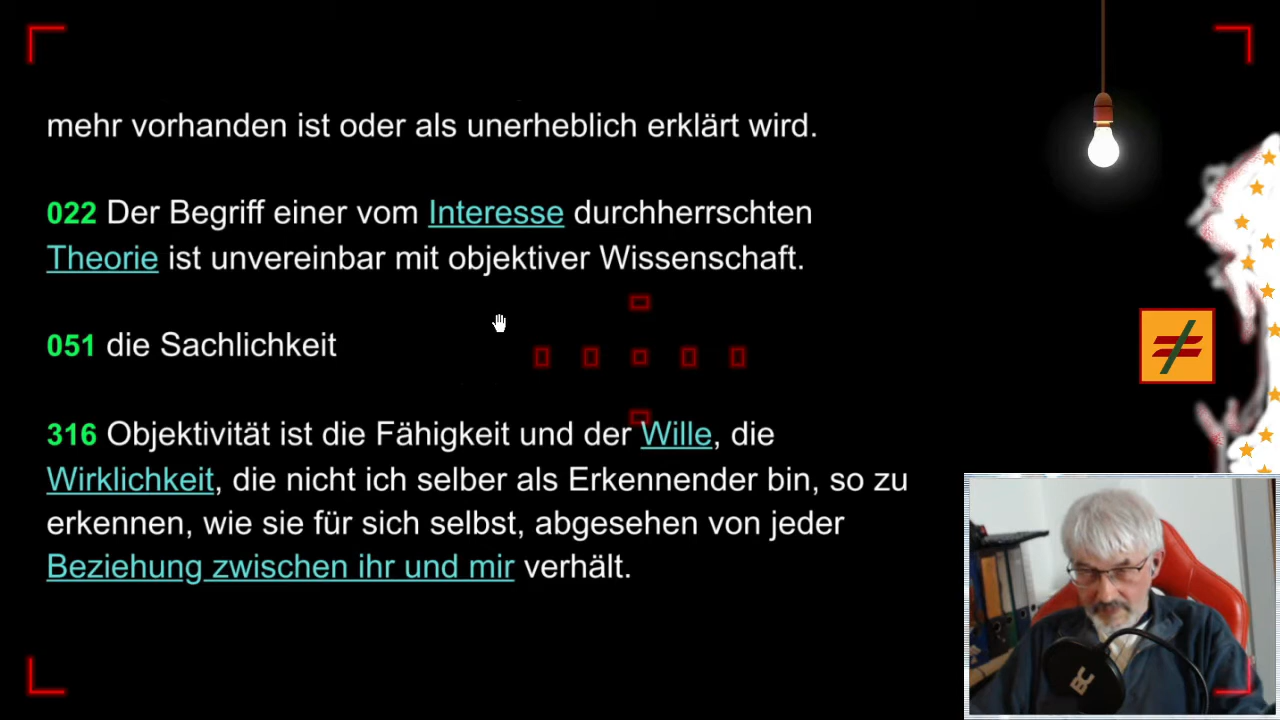 mehr vorhanden ist oder als unerheblich erklärt wird.
022 Der Begriff einer vom Interesse durchherrschten
Theorie ist unvereinbar mit objektiver Wissenschaft.
051 die Sachlichkeit
316 Objektivität ist die Fähigkeit und der Wille, die
Wirklichkeit, die nicht ich selber als Erkennender bin, so zu
erkennen, wie sie für sich selbst, abgesehen von jeder
Beziehung zwischen ihr und mir verhält.
≠
BC